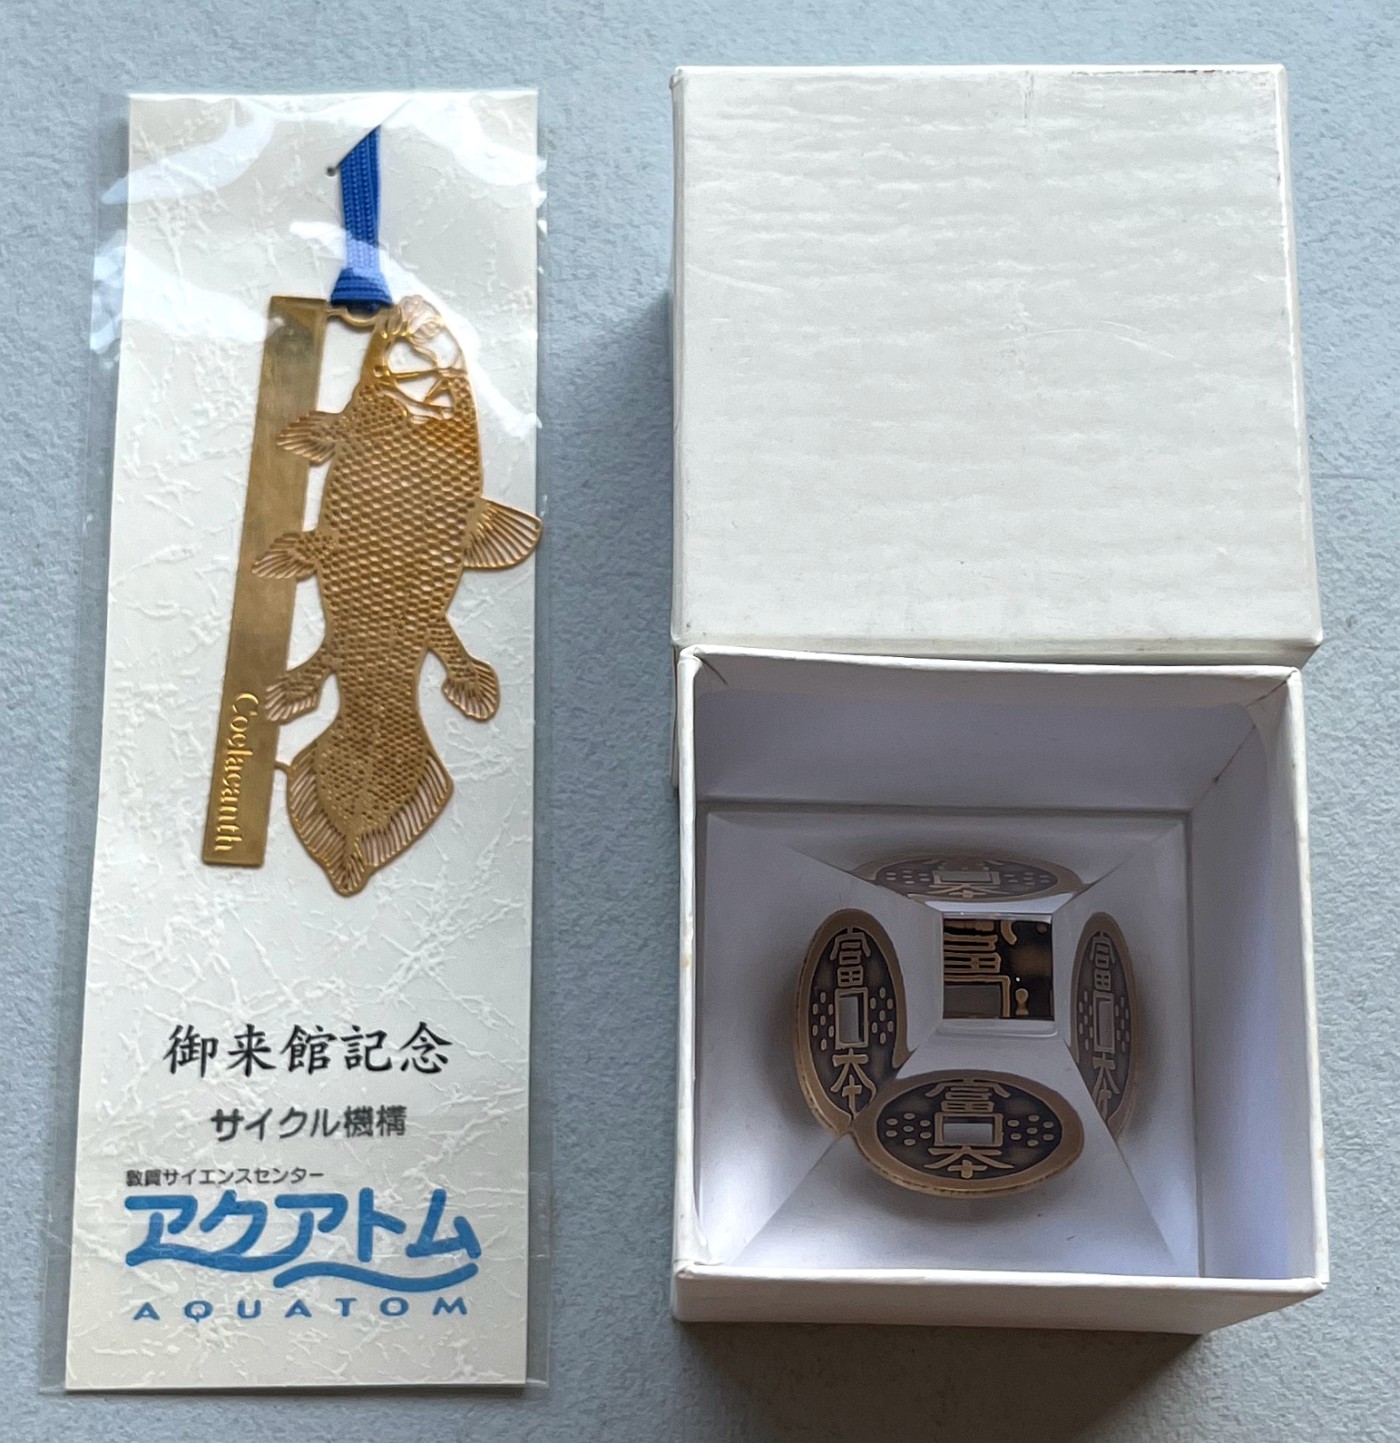 Coelacanth
御来館記念
サイクル機構
敦賀サイエンスセンター
アクアトム
AQUATOM
富
本
富
本
富
本
富
本